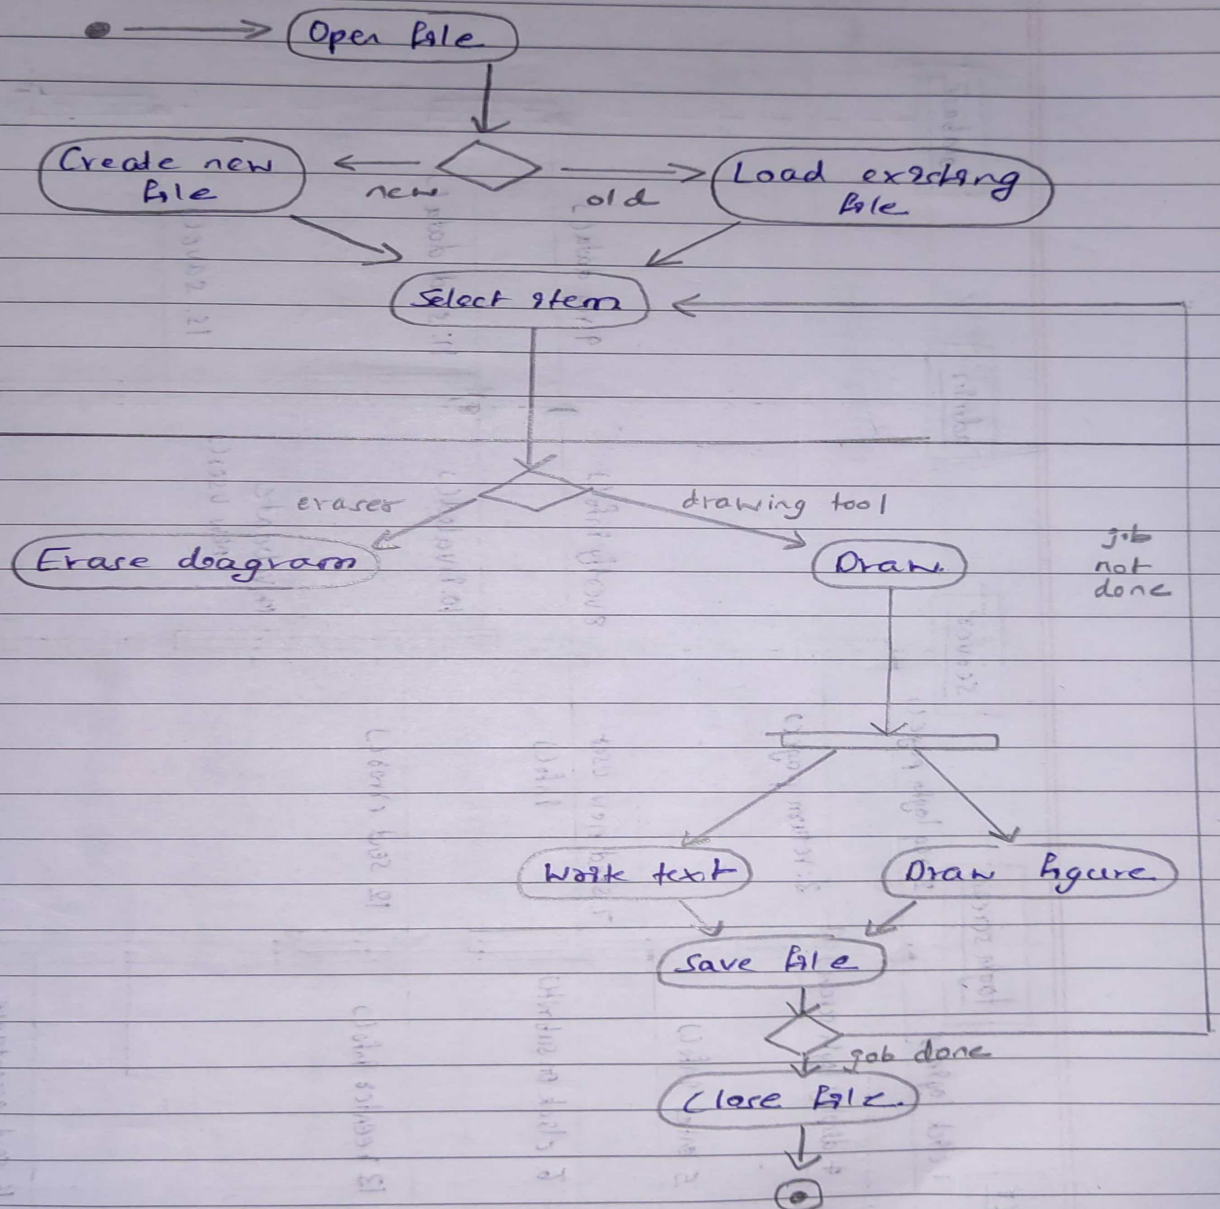 Open file
Create new
file
new
old
Load existing
file
Select item
eraser
drawing tool
Erase diagram
Draw
job
not
done
Write text
Draw figure
Save file
job done
Close file.